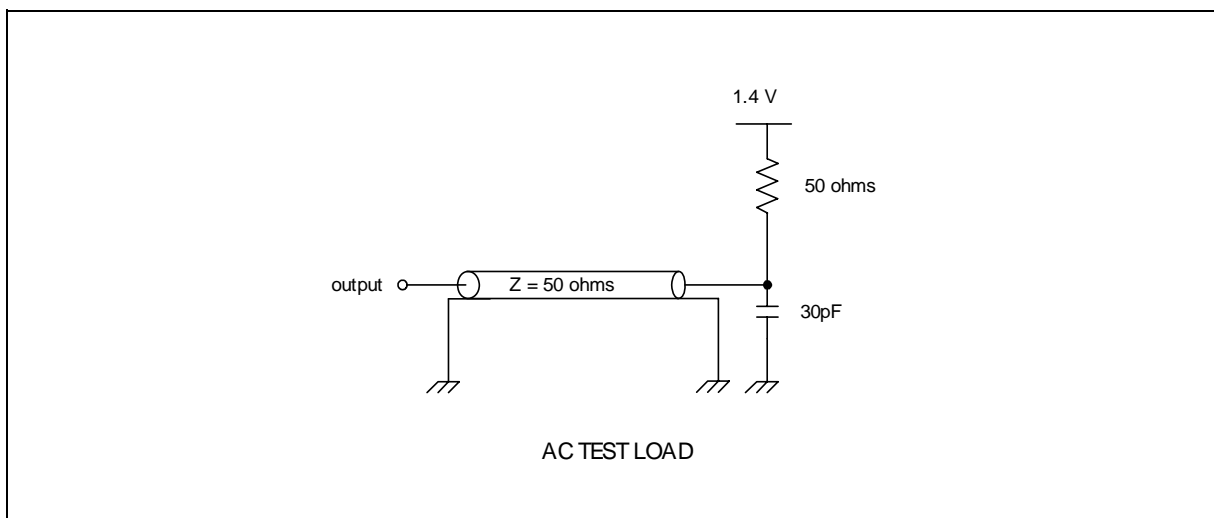 1.4 V
50 ohms
output
Z = 50 ohms
30pF
AC TEST LOAD